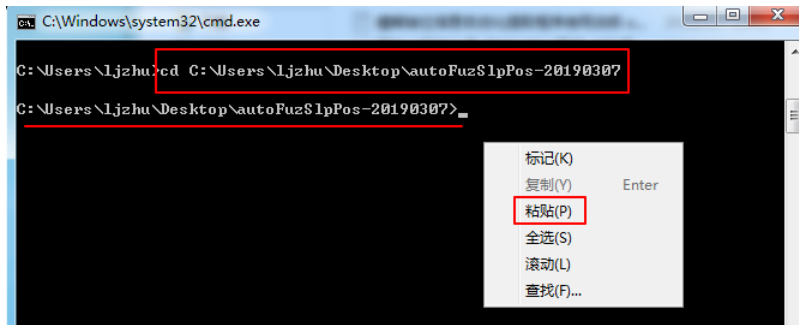 C:\Windows\system32\cmd.exe
C:\Users\ljzhu>cd C:\Users\ljzhu\Desktop\autoFuzSlpPos-20190307
C:\Users\ljzhu\Desktop\autoFuzSlpPos-20190307>
标记(K)
复制(Y) Enter
粘贴(P)
全选(S)
滚动(L)
查找(F)...